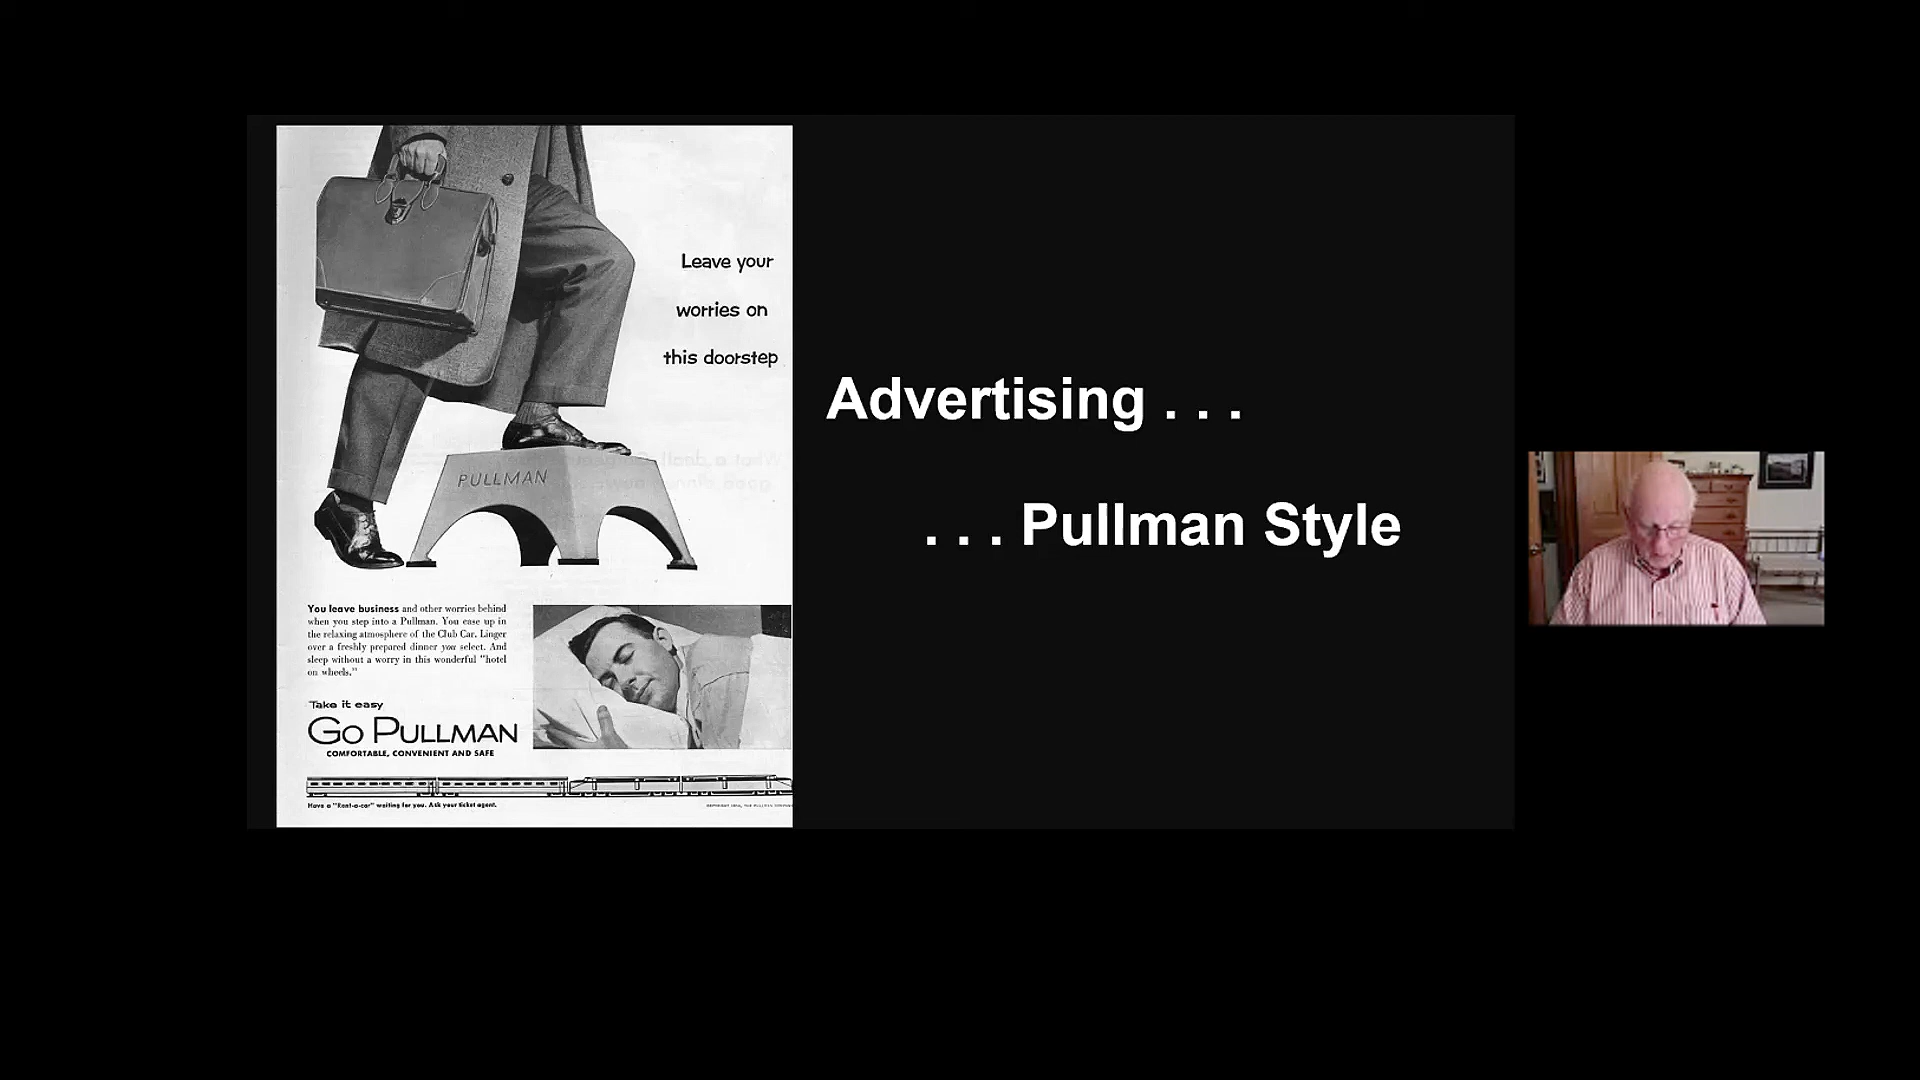 Leave your
worries on
this doorstep
PULLMAN
You leave business and other worries behind
when you step into a Pullman. You ease up in
the relaxing atmosphere of the Club Car. Linger
over a freshly prepared dinner you select. And
sleep without a worry in this wonderful "hotel
on wheels."
Take it easy
GO PULLMAN
COMFORTABLE, CONVENIENT AND SAFE
Have a "Rent-a-car" waiting for you. Ask your ticket agent.
Advertising . . .
. . . Pullman Style